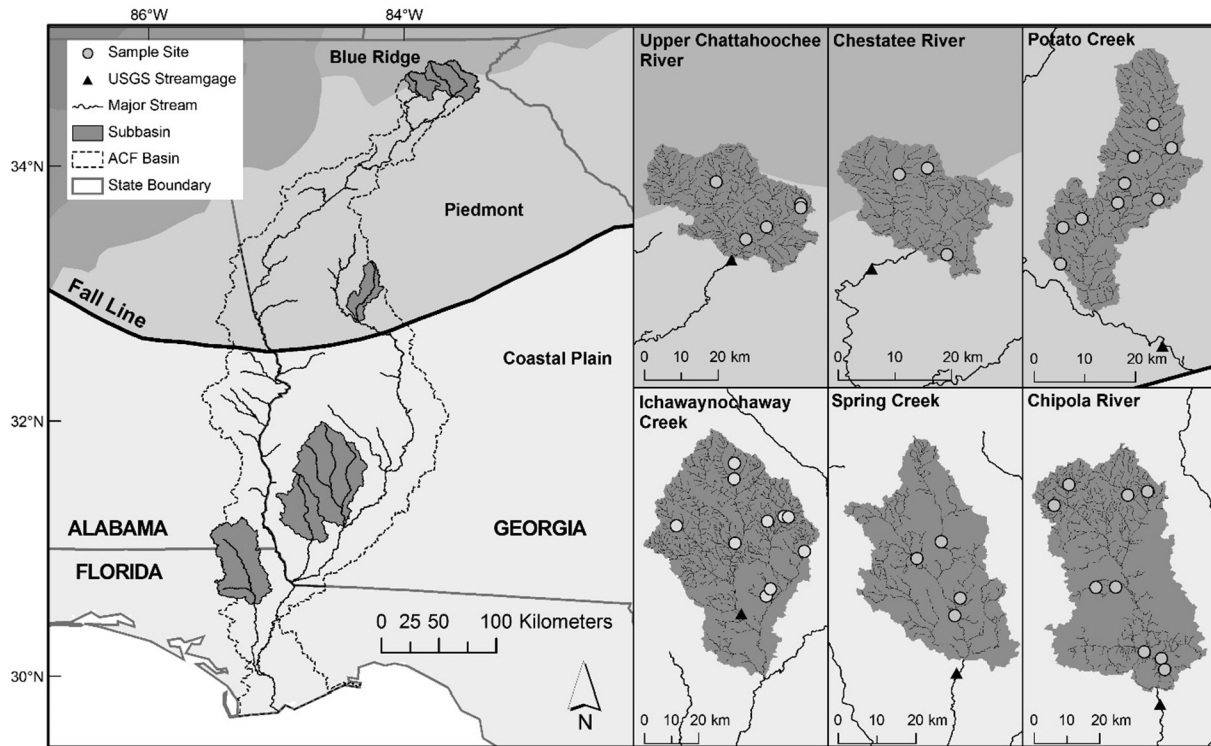 86°W
84°W
34°N
32°N
30°N
Sample Site
USGS Streamgage
Major Stream
Subbasin
ACF Basin
State Boundary
Blue Ridge
Piedmont
Fall Line
Coastal Plain
ALABAMA
GEORGIA
FLORIDA
0 25 50 100 Kilometers
N
Upper Chattahoochee
River
0 10 20 km
Chestatee River
0 10 20 km
Potato Creek
0 10 20 km
Ichawaynochaway
Creek
0 10 20 km
Spring Creek
0 10 20 km
Chipola River
0 10 20 km